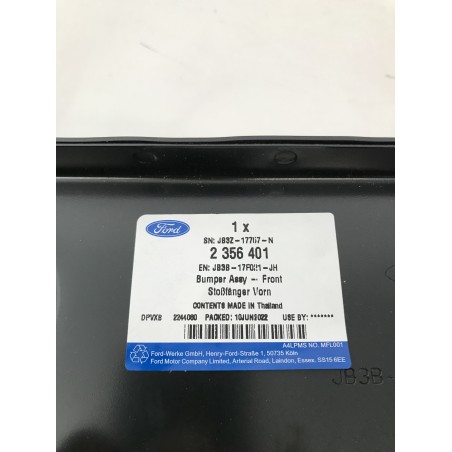 Ford
1 x
SN: JB3Z-17757-N
2 356 401
EN: JB3B-17F021-JH
Bumper Assy - Front
Stoßfänger Vorn
CONTENTS MADE IN Thailand
DPVXB 2244060 PACKED: 10JUN2022 USE BY: *******
A4LPMS NO. MFL001
Ford-Werke GmbH, Henry-Ford-Straße 1, 50735 Köln
Ford Motor Company Limited, Arterial Road, Laindon, Essex. SS15 6EE
JB3B-